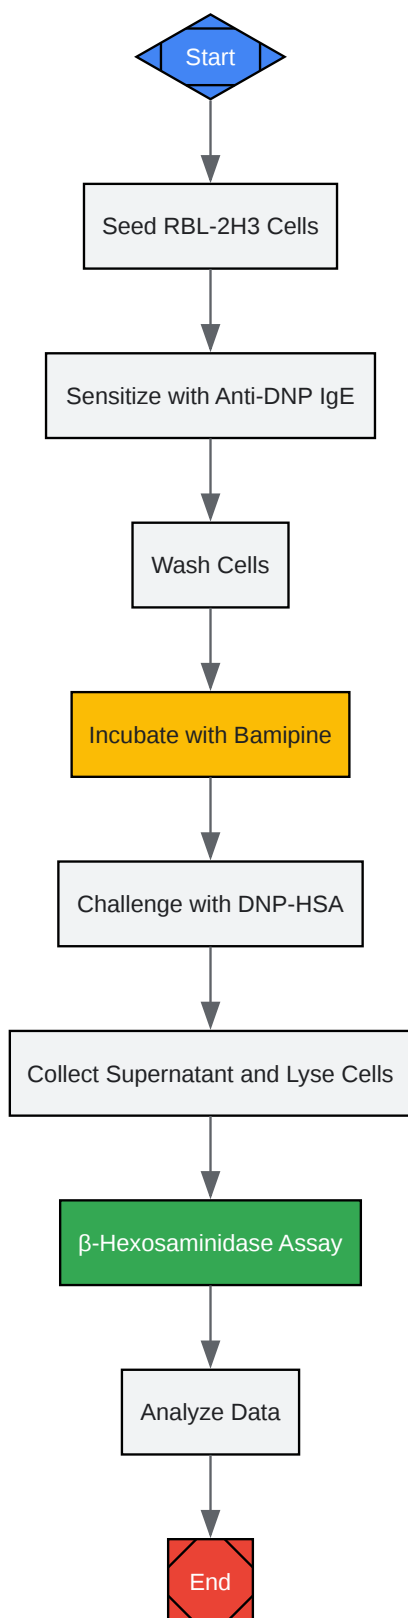 Start
Seed RBL-2H3 Cells
Sensitize with Anti-DNP IgE
Wash Cells
Incubate with Bamipine
Challenge with DNP-HSA
Collect Supernatant and Lyse Cells
β-Hexosaminidase Assay
Analyze Data
End